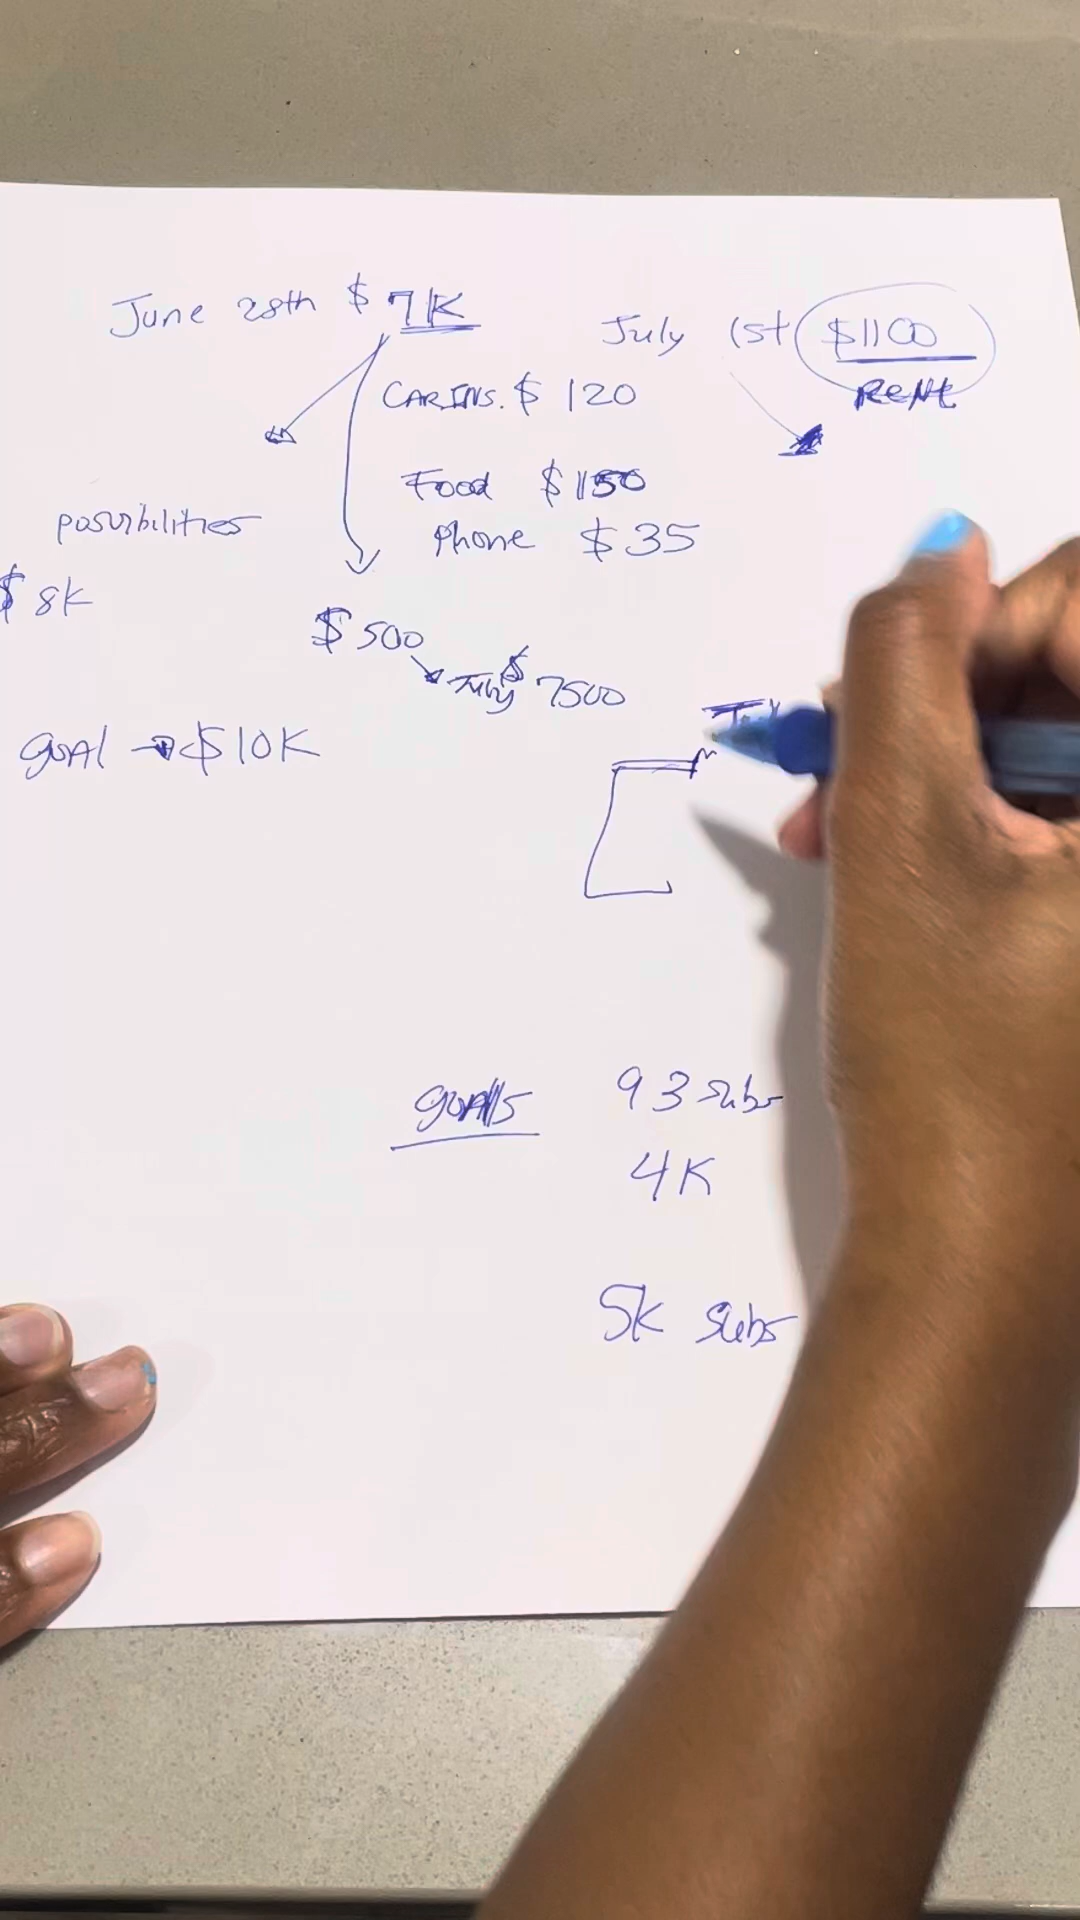 June 28th $ 7K
July 1st $1100
RENt
CAR INS. $ 120
Food $ 150
Phone $ 35
possibilities
$ 8K
$ 500
July $ 7500
goal → $10K
goals
93 subs
4K
5K subs